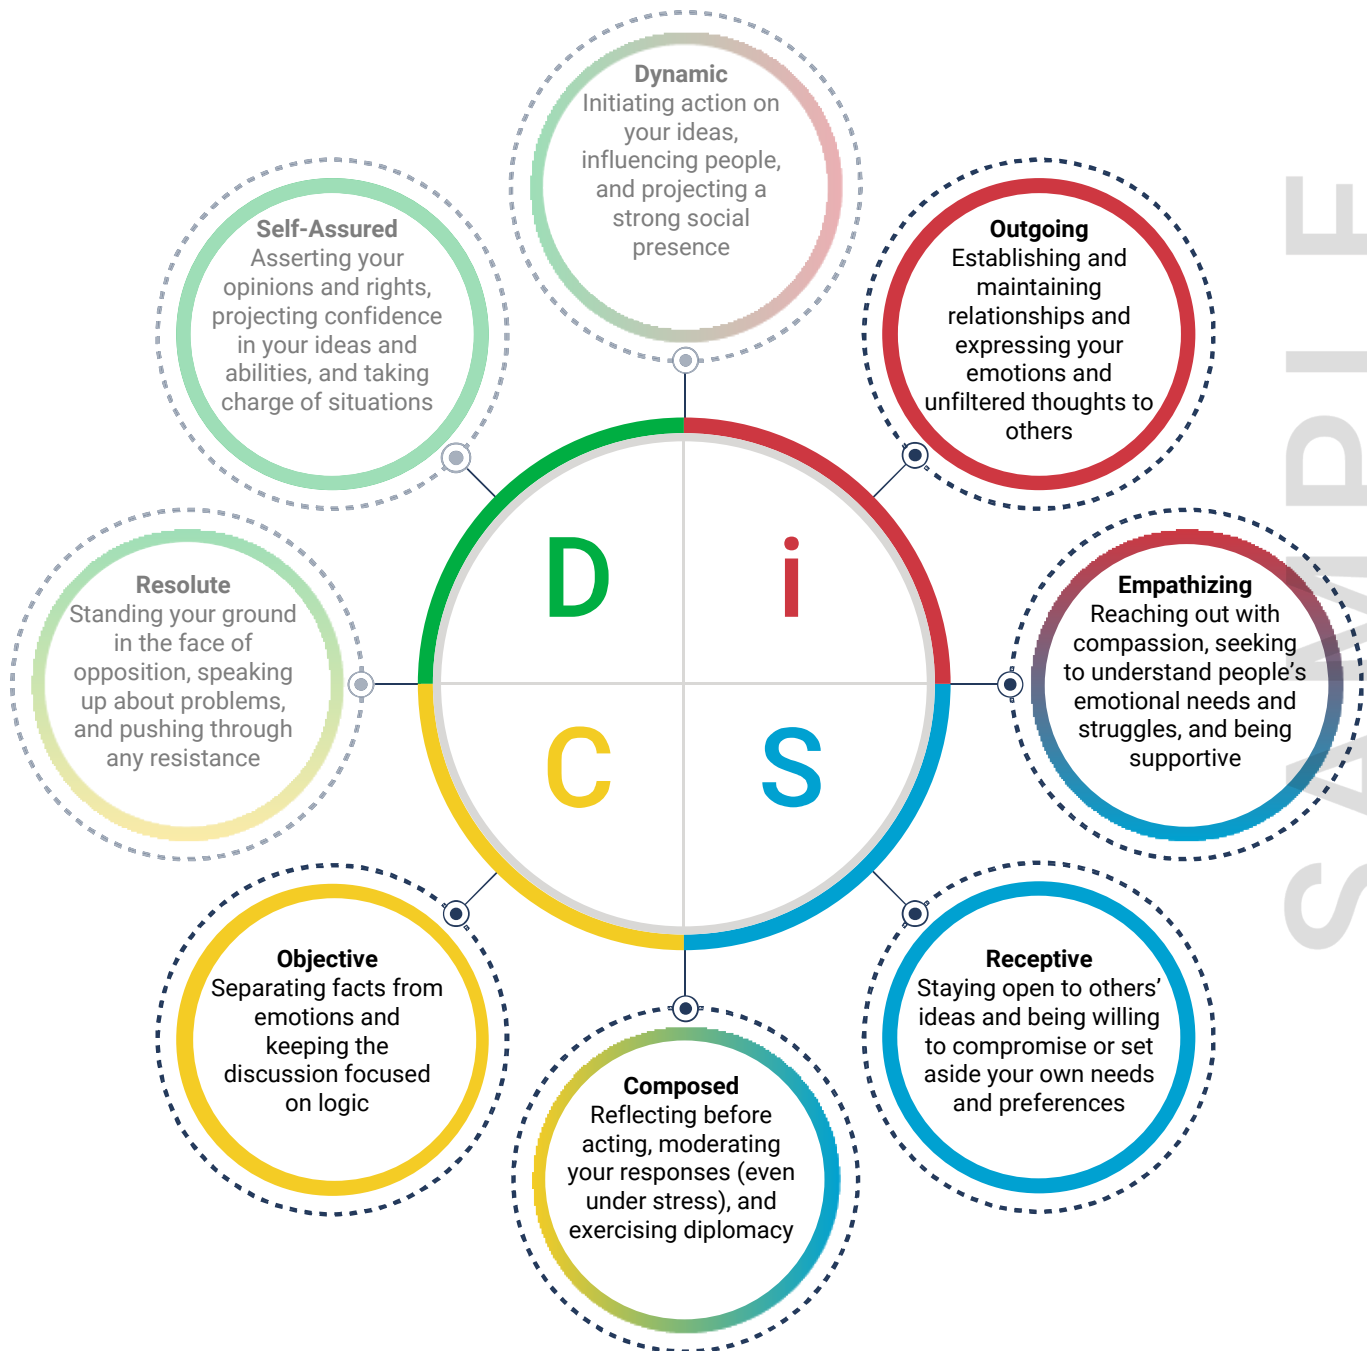 Dynamic
Initiating action on
your ideas,
influencing people,
and projecting a
strong social
presence
Self-Assured
Asserting your
opinions and rights,
projecting confidence
in your ideas and
abilities, and taking
charge of situations
Outgoing
Establishing and
maintaining
relationships and
expressing your
emotions and
unfiltered thoughts to
others
Resolute
Standing your ground
in the face of
opposition, speaking
up about problems,
and pushing through
any resistance
D
i
C
S
Empathizing
Reaching out with
compassion, seeking
to understand people’s
emotional needs and
struggles, and being
supportive
Objective
Separating facts from
emotions and
keeping the
discussion focused
on logic
Composed
Reflecting before
acting, moderating
your responses (even
under stress), and
exercising diplomacy
Receptive
Staying open to others’
ideas and being willing
to compromise or set
aside your own needs
and preferences
SAMPLE